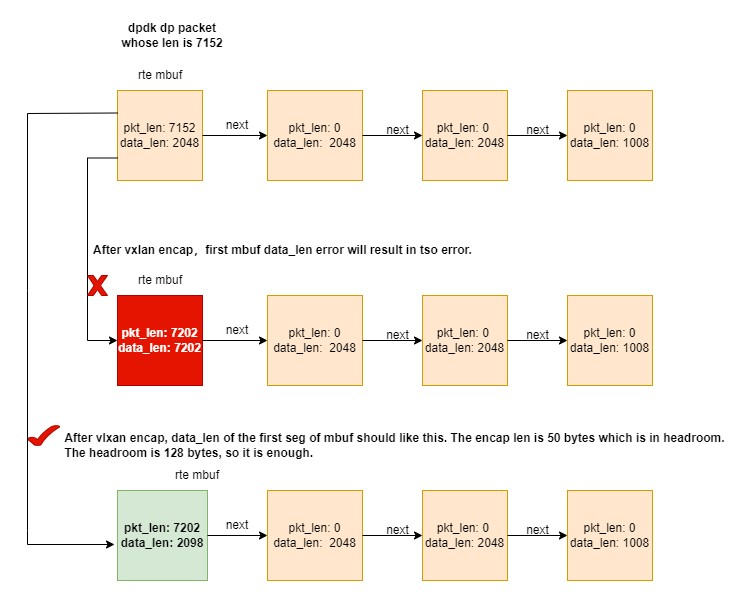 dpdk dp packet
whose len is 7152
rte mbuf
pkt_len: 7152
data_len: 2048
next
pkt_len: 0
data_len:  2048
next
pkt_len: 0
data_len: 2048
next
pkt_len: 0
data_len: 1008
After vxlan encap，first mbuf data_len error will result in tso error.
rte mbuf
pkt_len: 7202
data_len: 7202
next
pkt_len: 0
data_len:  2048
next
pkt_len: 0
data_len: 2048
next
pkt_len: 0
data_len: 1008
After vlxan encap, data_len of the first seg of mbuf should like this. The encap len is 50 bytes which is in headroom.
The headroom is 128 bytes, so it is enough.
rte mbuf
pkt_len: 7202
data_len: 2098
next
pkt_len: 0
data_len:  2048
next
pkt_len: 0
data_len: 2048
next
pkt_len: 0
data_len: 1008